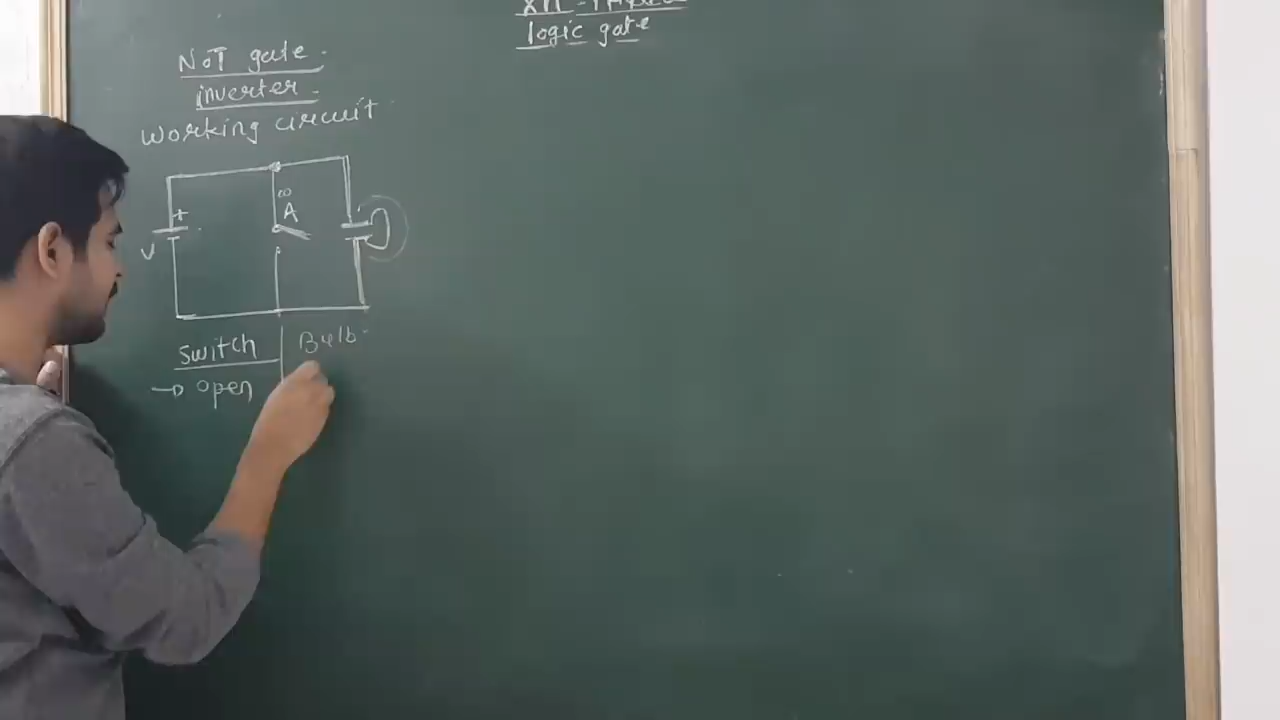 logic gate
NOT gate.
inverter.
Working circuit
∞
A
+
V
Switch | Bulb
→ open